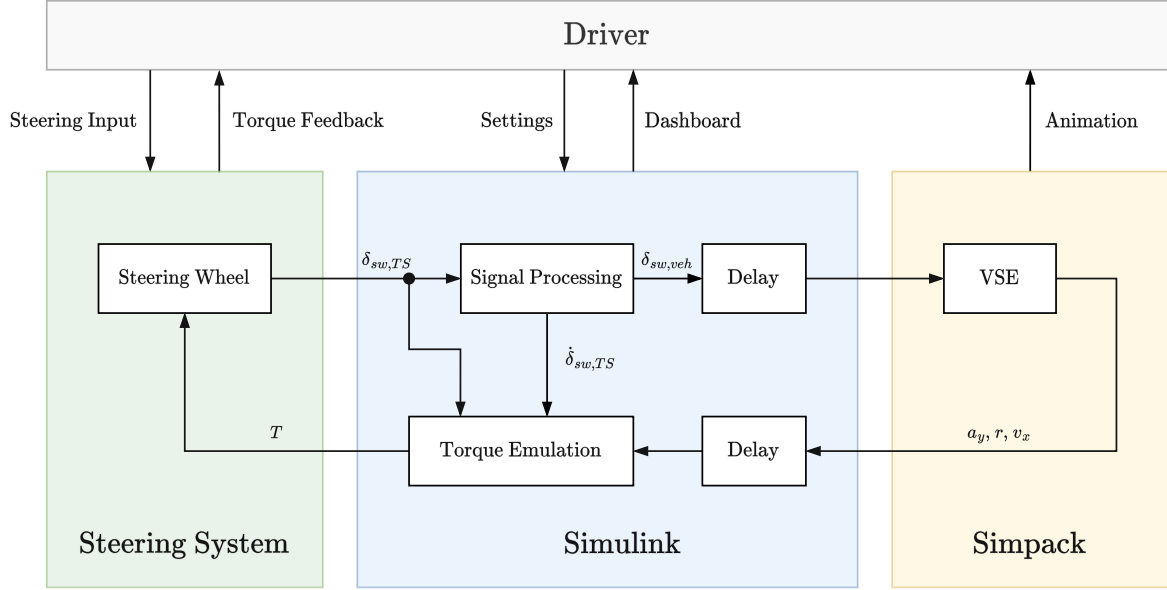 Driver
Steering Input
Torque Feedback
Settings
Dashboard
Animation
δ_{sw,TS}
δ_{sw,veh}
Steering Wheel
Signal Processing
Delay
VSE
δ̇_{sw,TS}
T
a_y, r, v_x
Torque Emulation
Delay
Steering System
Simulink
Simpack